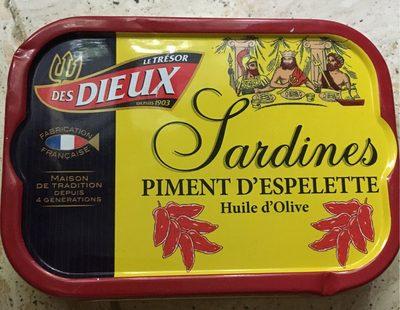 LE TRÉSOR
DES DIEUX
DEPUIS 1903
FABRICATION
FRANÇAISE
MAISON
DE TRADITION
DEPUIS
4 GÉNÉRATIONS
Sardines
PIMENT D'ESPELETTE
Huile d'Olive